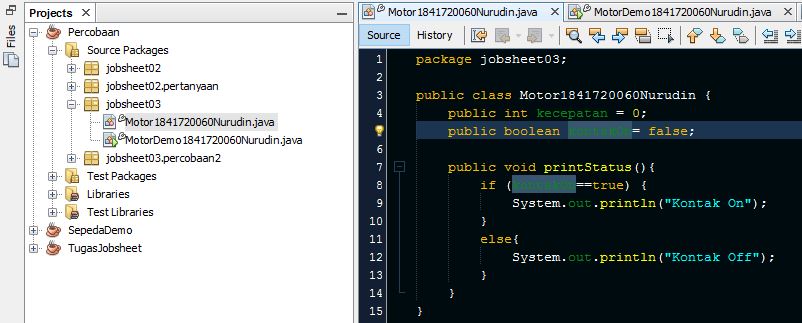 Files
Projects
Percobaan
Source Packages
jobsheet02
jobsheet02.pertanyaan
jobsheet03
Motor1841720060Nurudin.java
MotorDemo1841720060Nurudin.java
jobsheet03.percobaan2
Test Packages
Libraries
Test Libraries
SepedaDemo
TugasJobsheet
Motor1841720060Nurudin.java
MotorDemo1841720060Nurudin.java
Source History
1 package jobsheet03;
2
3 public class Motor1841720060Nurudin {
4 public int kecepatan = 0;
public boolean kontakOn= false;
6
7 public void printStatus(){
8 if (kontakOn==true) {
9 System.out.println("Kontak On");
10 }
11 else{
12 System.out.println("Kontak Off");
13 }
14 }
15 }